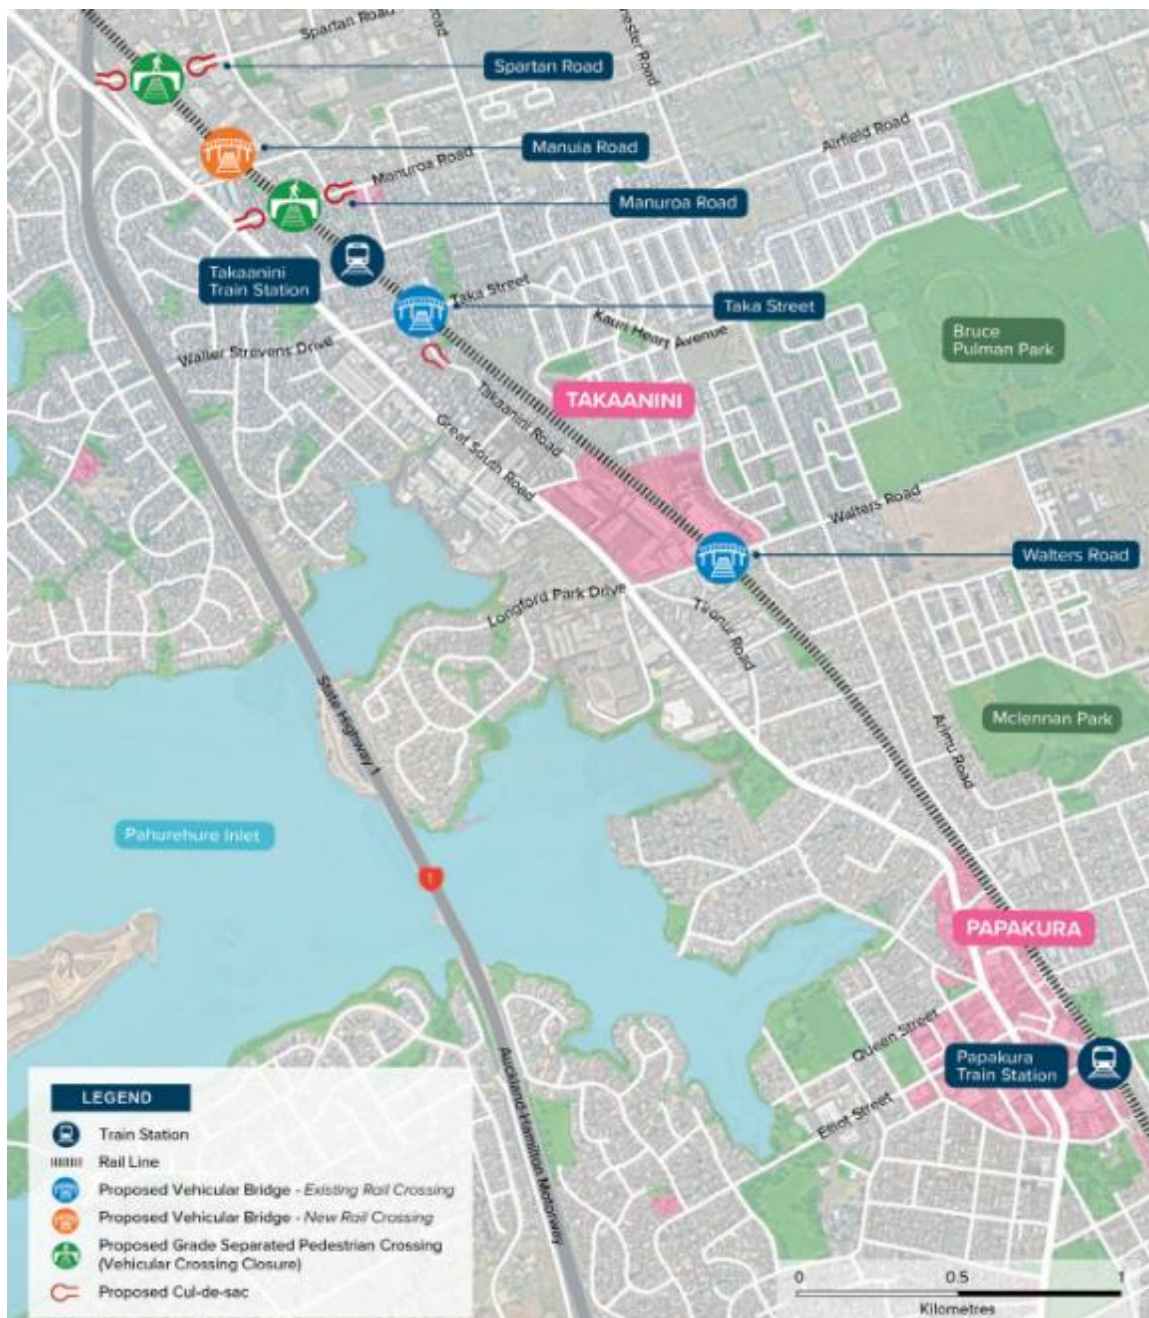 Spartan Road
Spartan Road
Manuia Road
Airfield Road
Manuroa Road
Manuroa Road
Takaanini
Train Station
Taka Street
Taka Street
Kauri Heart Avenue
Bruce
Pulman Park
Walter Strevens Drive
TAKAANINI
Takaanini Road
Great South Road
Walters Road
Walters Road
Longford Park Drive
Tironui Road
State Highway 1
Mclennan Park
Arimu Road
Pahurehure Inlet
1
PAPAKURA
Queen Street
Papakura
Train Station
Elliot Street
Auckland-Hamilton Motorway
LEGEND
Train Station
Rail Line
Proposed Vehicular Bridge - Existing Rail Crossing
Proposed Vehicular Bridge - New Rail Crossing
Proposed Grade Separated Pedestrian Crossing
(Vehicular Crossing Closure)
Proposed Cul-de-sac
0 0.5 1
Kilometres